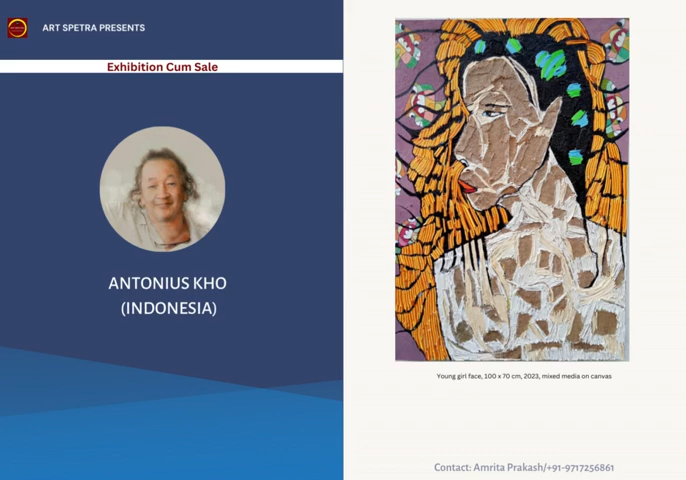 ART SPETRA PRESENTS
Exhibition Cum Sale
ANTONIUS KHO
(INDONESIA)
Young girl face, 100 x 70 cm, 2023, mixed media on canvas
Contact: Amrita Prakash/+91-9717256861